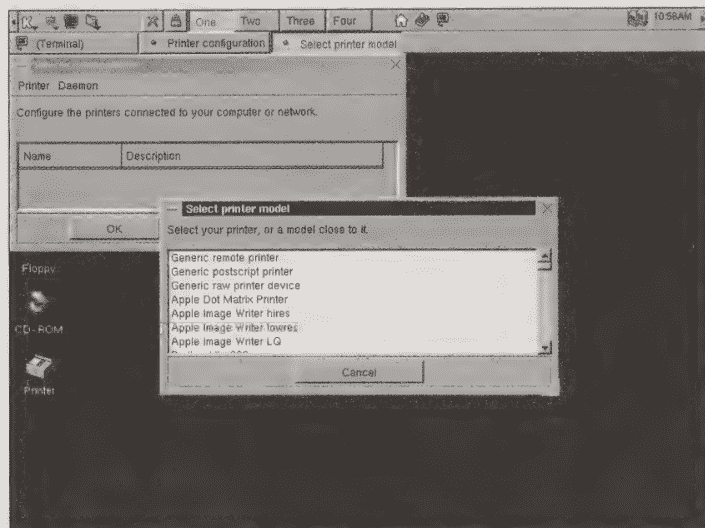 One Two Three Four 10:58AM
(Terminal) Printer configuration Select printer model
Printer Daemon
Configure the printers connected to your computer or network.
Name Description
OK
Select printer model
Select your printer, or a model close to it.
Generic remote printer
Generic postscript printer
Generic raw printer device
Apple Dot Matrix Printer
Apple Image Writer hires
Apple Image Writer lowres
Apple Image Writer LQ
Cancel
Floppy
CD-ROM
Printer